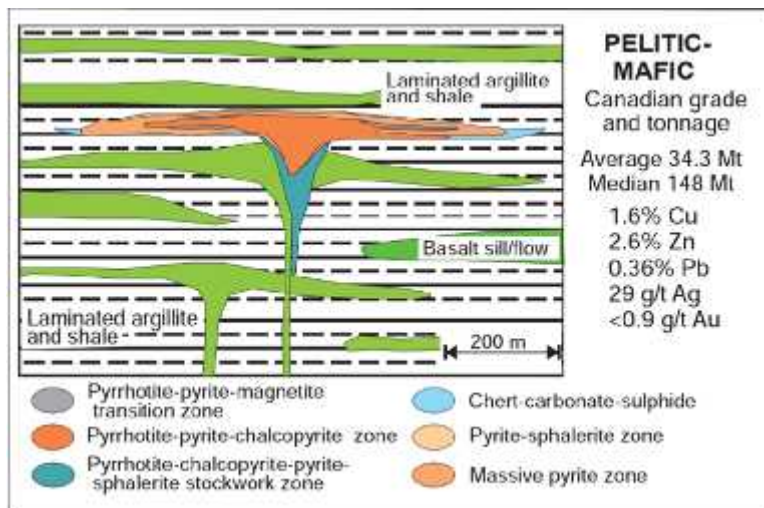 PELITIC-
MAFIC
Canadian grade
and tonnage
Average 34.3 Mt
Median 148 Mt
1.6% Cu
2.6% Zn
0.36% Pb
29 g/t Ag
<0.9 g/t Au
Laminated argillite
and shale
Basalt sill/flow
Laminated argillite
and shale
200 m
Pyrrhotite-pyrite-magnetite
transition zone
Pyrrhotite-pyrite-chalcopyrite zone
Pyrrhotite-chalcopyrite-pyrite-
sphalerite stockwork zone
Chert-carbonate-sulphide
Pyrite-sphalerite zone
Massive pyrite zone